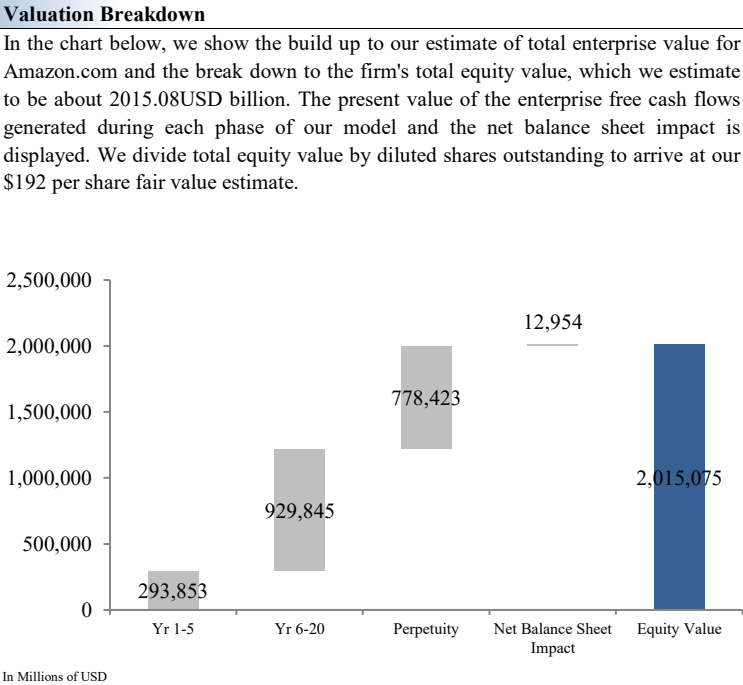 Valuation Breakdown
In the chart below, we show the build up to our estimate of total enterprise value for
Amazon.com and the break down to the firm's total equity value, which we estimate
to be about 2015.08USD billion. The present value of the enterprise free cash flows
generated during each phase of our model and the net balance sheet impact is
displayed. We divide total equity value by diluted shares outstanding to arrive at our
$192 per share fair value estimate.
2,500,000
12,954
2,000,000
778,423
1,500,000
1,000,000
2,015,075
929,845
500,000
293,853
0
Yr 1-5 Yr 6-20 Perpetuity Net Balance Sheet Equity Value
Impact
In Millions of USD